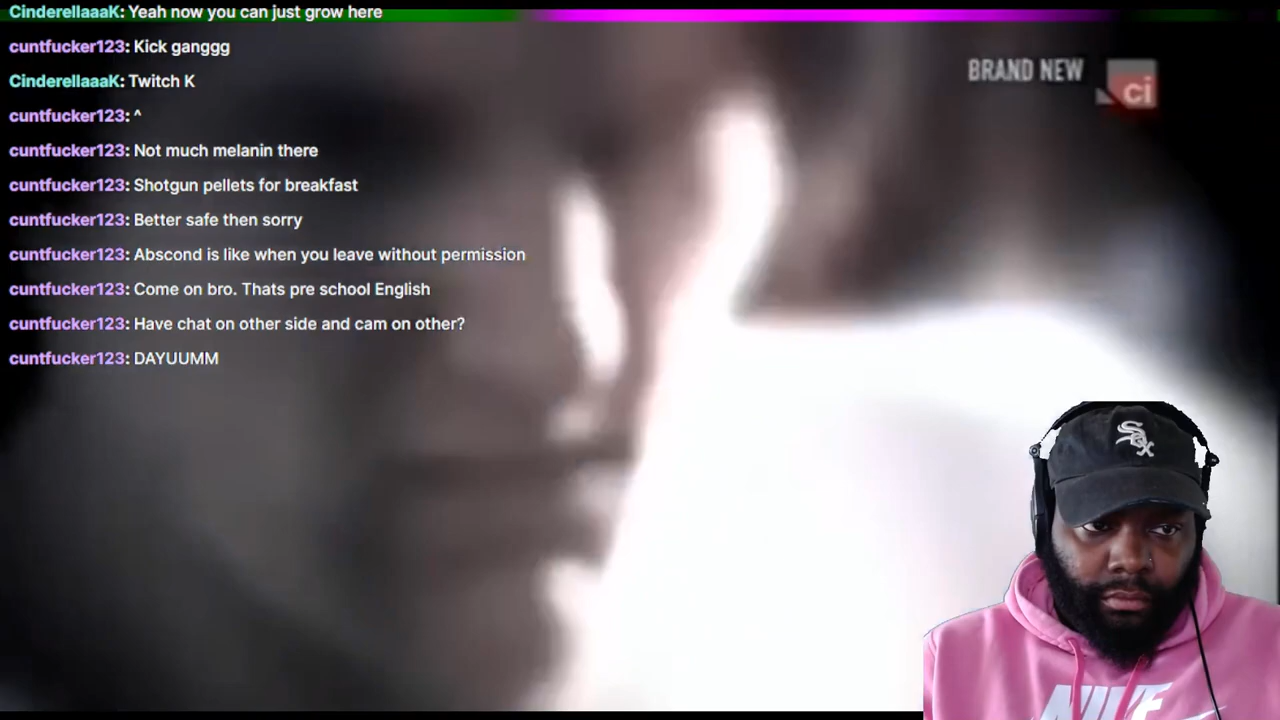 CinderellaaaK: Yeah now you can just grow here
cuntfucker123: Kick ganggg
CinderellaaaK: Twitch K
cuntfucker123: ^
cuntfucker123: Not much melanin there
cuntfucker123: Shotgun pellets for breakfast
cuntfucker123: Better safe then sorry
cuntfucker123: Abscond is like when you leave without permission
cuntfucker123: Come on bro. Thats pre school English
cuntfucker123: Have chat on other side and cam on other?
cuntfucker123: DAYUUMM
BRAND NEW
ci
Sox
NIKE